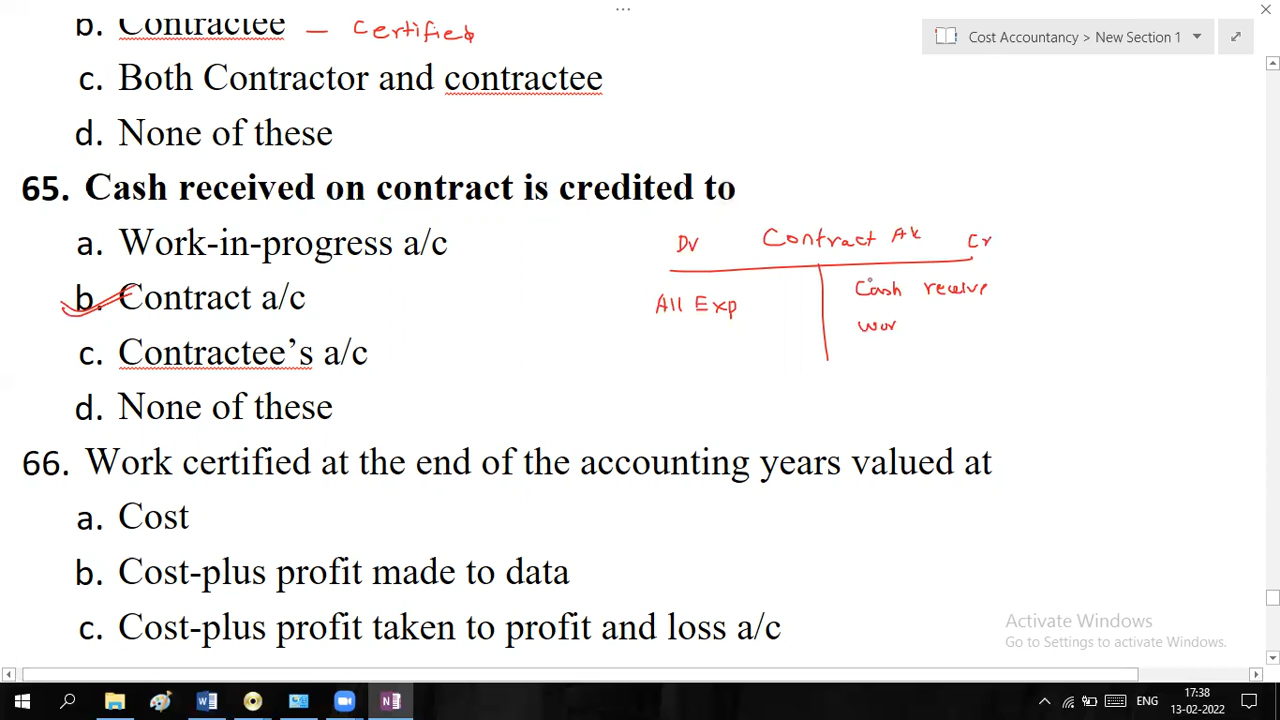 b. Contractee – Certified
Cost Accountancy > New Section 1
c. Both Contractor and contractee
d. None of these
65. Cash received on contract is credited to
a. Work-in-progress a/c
Dr Contract A/c Cr
b. Contract a/c
Cash receive
All Exp
wor
c. Contractee’s a/c
d. None of these
66. Work certified at the end of the accounting years valued at
a. Cost
b. Cost-plus profit made to data
c. Cost-plus profit taken to profit and loss a/c
Activate Windows
Go to Settings to activate Windows.
ENG
17:38
13-02-2022